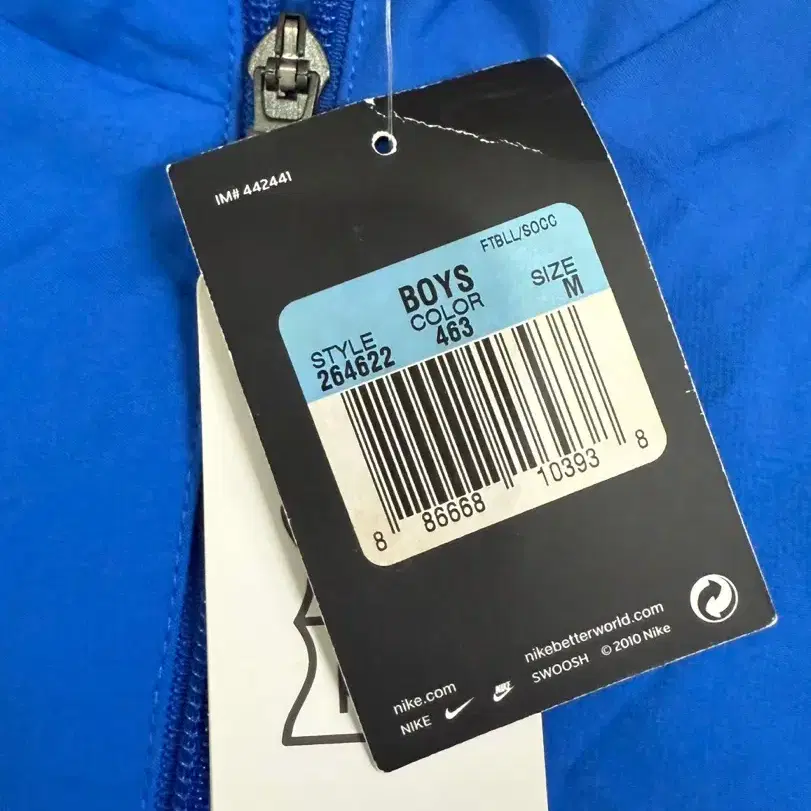 IM# 442441
FTBLL/SOCC
BOYS
STYLE COLOR SIZE
264622 463 M
8 86668 10393 8
nikebetterworld.com
nike.com SWOOSH © 2010 Nike
NIKE